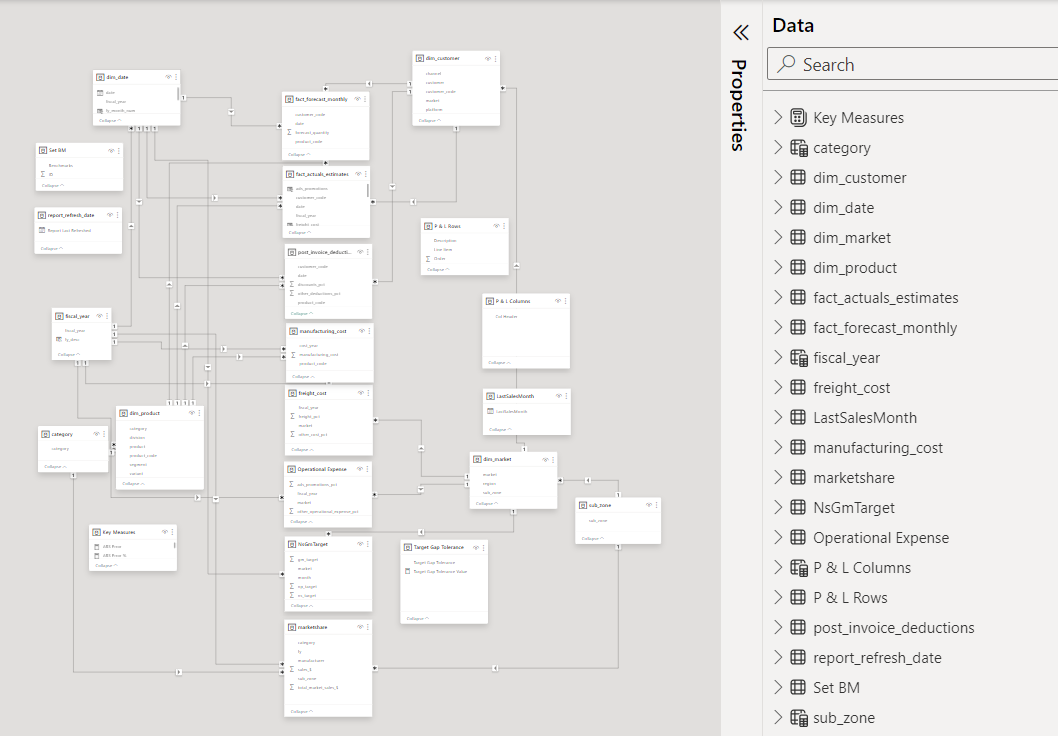 dim_date
date
fiscal_year
fy_month_num
Collapse
Set BM
Benchmarks
ID
Collapse
report_refresh_date
Report Last Refreshed
Collapse
fiscal_year
fiscal_year
fy_desc
Collapse
category
category
Collapse
dim_product
category
division
product
product_code
segment
variant
Collapse
Key Measures
ABS Error
ABS Error %
Collapse
fact_forecast_monthly
customer_code
date
forecast_quantity
product_code
Collapse
fact_actuals_estimates
ads_promotions
customer_code
date
fiscal_year
freight_cost
Collapse
post_invoice_deducti...
customer_code
date
discounts_pct
other_deductions_pct
product_code
Collapse
manufacturing_cost
cost_year
manufacturing_cost
product_code
Collapse
freight_cost
fiscal_year
freight_pct
market
other_cost_pct
Collapse
Operational Expense
ads_promotions_pct
fiscal_year
market
other_operational_expense_pct
Collapse
NsGmTarget
gm_target
market
month
np_target
ns_target
Collapse
marketshare
category
fy
manufacturer
sales_$
sub_zone
total_market_sales_$
Collapse
dim_customer
channel
customer
customer_code
market
platform
Collapse
P & L Rows
Description
Line Item
Order
Collapse
P & L Columns
Col Header
Collapse
LastSalesMonth
LastSalesMonth
Collapse
dim_market
market
region
sub_zone
Collapse
sub_zone
sub_zone
Collapse
Target Gap Tolerance
Target Gap Tolerance
Target Gap Tolerance Value
Collapse
Properties
Data
Search
Key Measures
category
dim_customer
dim_date
dim_market
dim_product
fact_actuals_estimates
fact_forecast_monthly
fiscal_year
freight_cost
LastSalesMonth
manufacturing_cost
marketshare
NsGmTarget
Operational Expense
P & L Columns
P & L Rows
post_invoice_deductions
report_refresh_date
Set BM
sub_zone